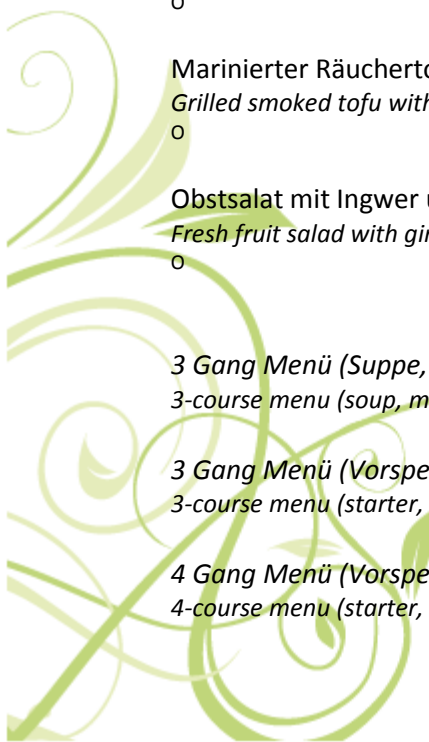 o
Marinierter Räucherto
Grilled smoked tofu with
o
Obstsalat mit Ingwer
Fresh fruit salad with gin
o
3 Gang Menü (Suppe,
3-course menu (soup, m
3 Gang Menü (Vorspe
3-course menu (starter,
4 Gang Menü (Vorspe
4-course menu (starter,